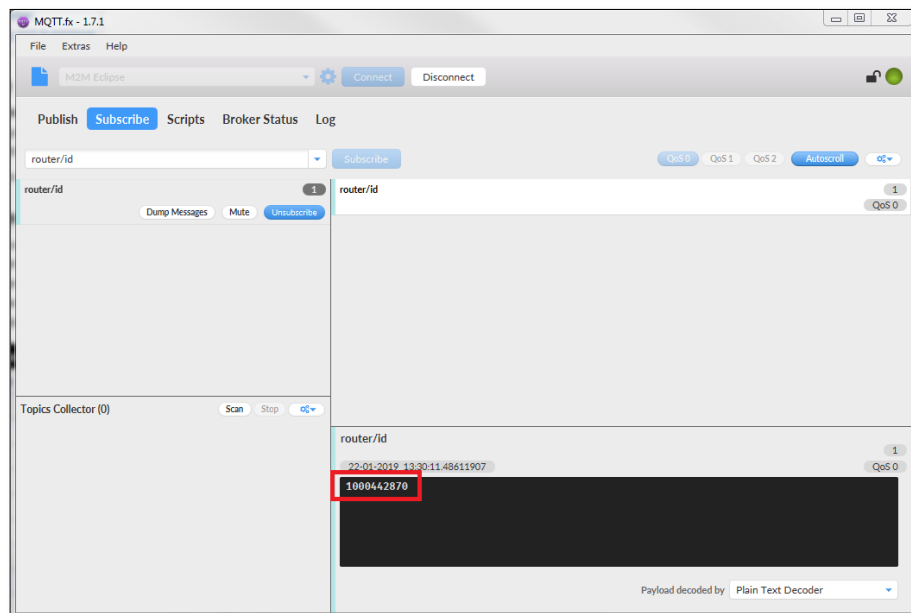 MQTT.fx - 1.7.1
File Extras Help
M2M Eclipse Connect Disconnect
Publish Subscribe Scripts Broker Status Log
router/id Subscribe QoS 0 QoS 1 QoS 2 Autoscroll
router/id 1
Dump Messages Mute Unsubscribe
router/id 1
QoS 0
Topics Collector (0) Scan Stop
router/id
1
22-01-2019 13:30:11.48611907 QoS 0
1000442870
Payload decoded by Plain Text Decoder